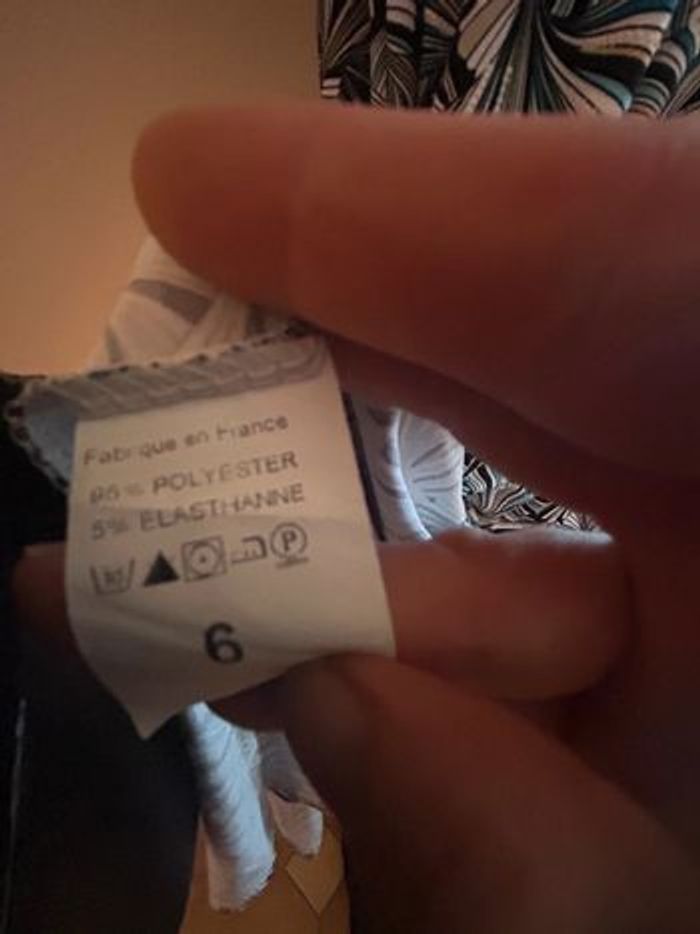 Fabrique en France
95% POLYESTER
5% ELASTHANNE
P
6